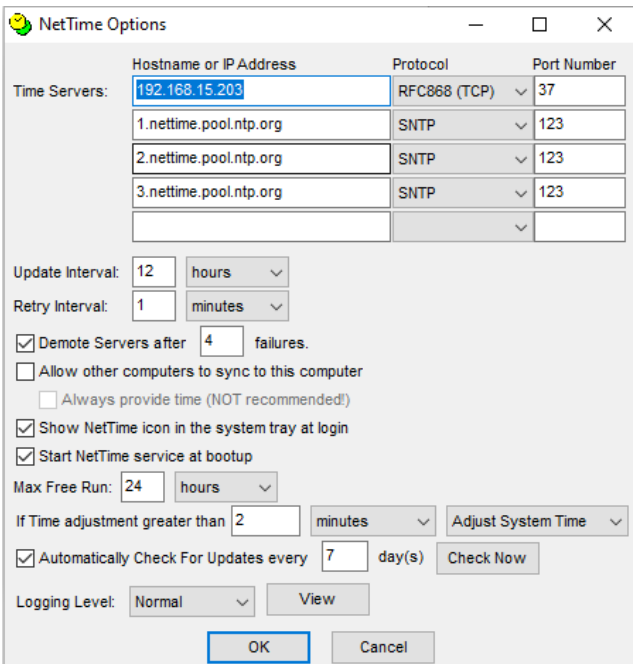 NetTime Options
Hostname or IP Address Protocol Port Number
Time Servers: 192.168.15.203 RFC868 (TCP) 37
1.nettime.pool.ntp.org SNTP 123
2.nettime.pool.ntp.org SNTP 123
3.nettime.pool.ntp.org SNTP 123
Update Interval: 12 hours
Retry Interval: 1 minutes
Demote Servers after 4 failures.
Allow other computers to sync to this computer
Always provide time (NOT recommended!)
Show NetTime icon in the system tray at login
Start NetTime service at bootup
Max Free Run: 24 hours
If Time adjustment greater than 2 minutes Adjust System Time
Automatically Check For Updates every 7 day(s) Check Now
Logging Level: Normal View
OK Cancel